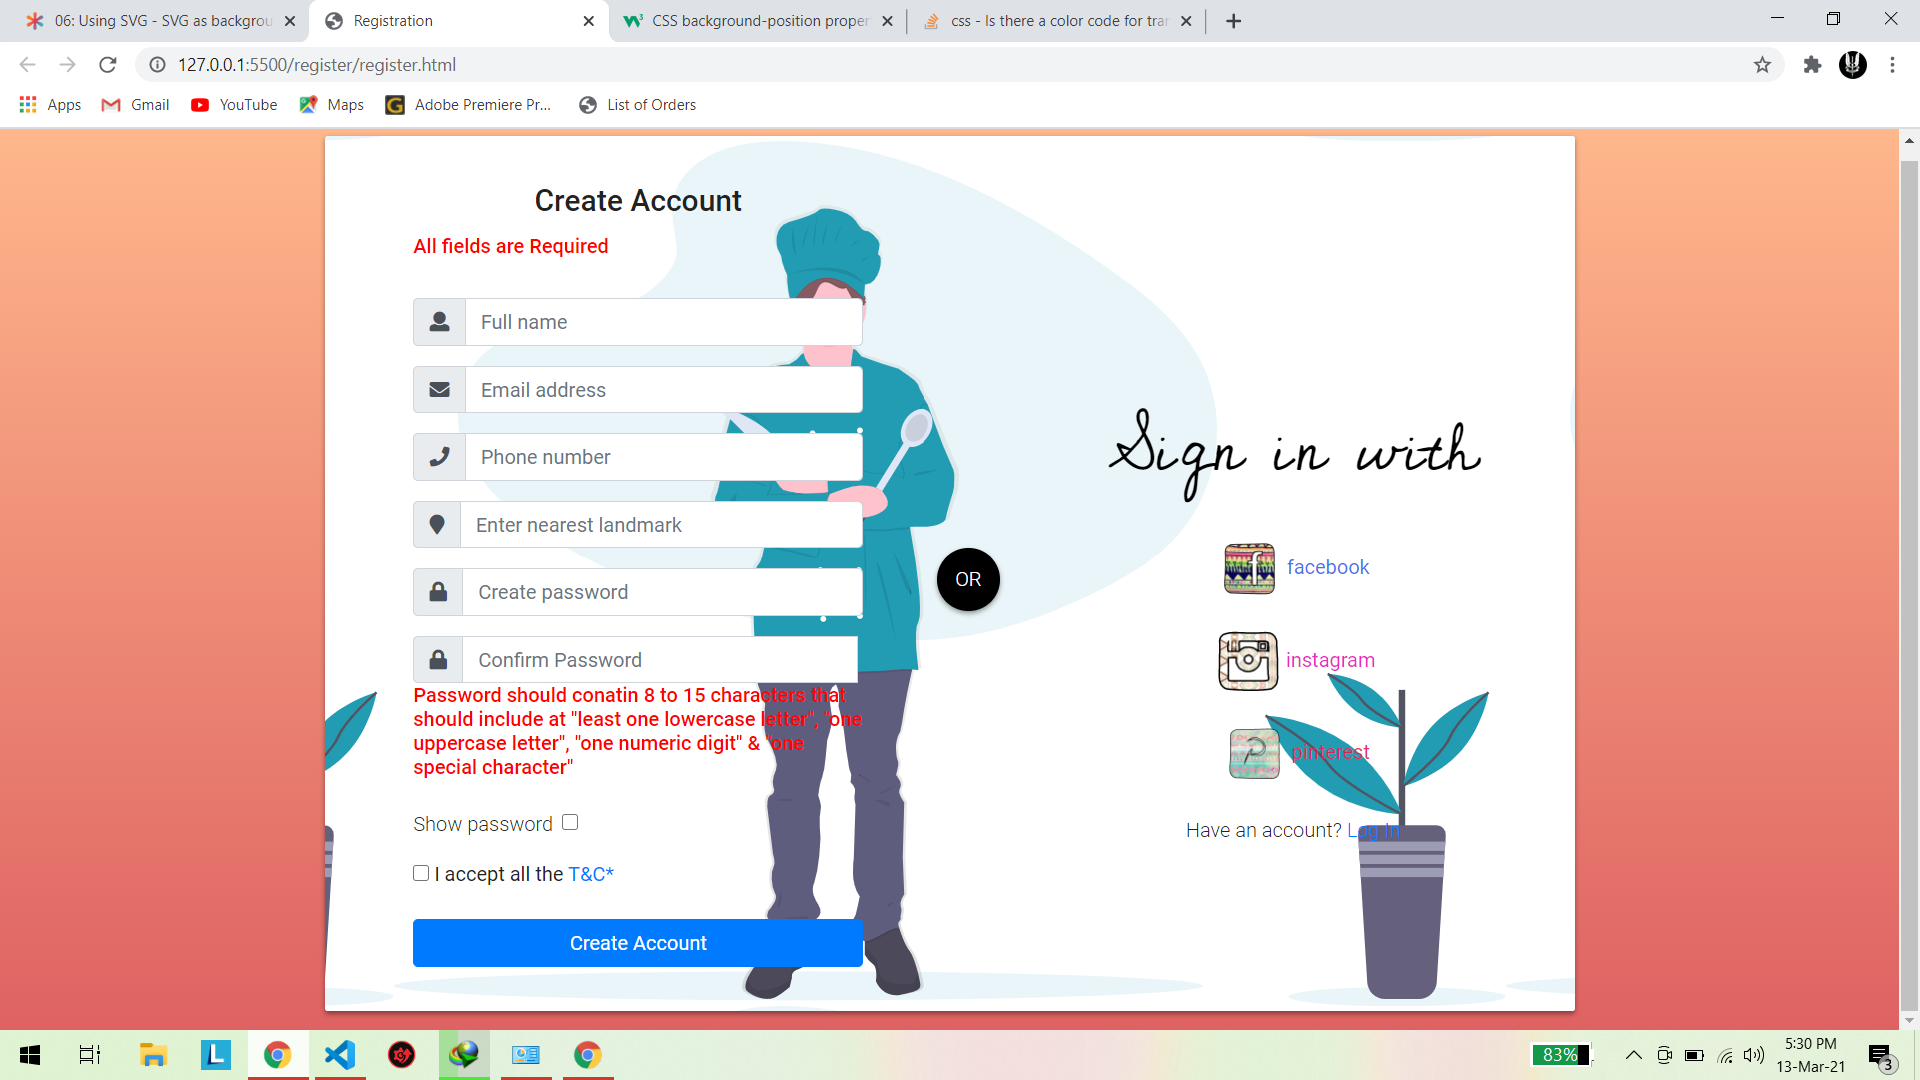 06: Using SVG - SVG as backgrou
Registration
CSS background-position proper
css - Is there a color code for tran
127.0.0.1:5500/register/register.html
Apps
Gmail
YouTube
Maps
Adobe Premiere Pr...
List of Orders
Create Account
All fields are Required
Full name
Email address
Phone number
Enter nearest landmark
Create password
Confirm Password
Password should conatin 8 to 15 characters that
should include at "least one lowercase letter", "one
uppercase letter", "one numeric digit" & "one
special character"
Show password
I accept all the T&C*
Create Account
OR
Sign in with
facebook
instagram
pinterest
Have an account? Log In
83%
5:30 PM
13-Mar-21
3